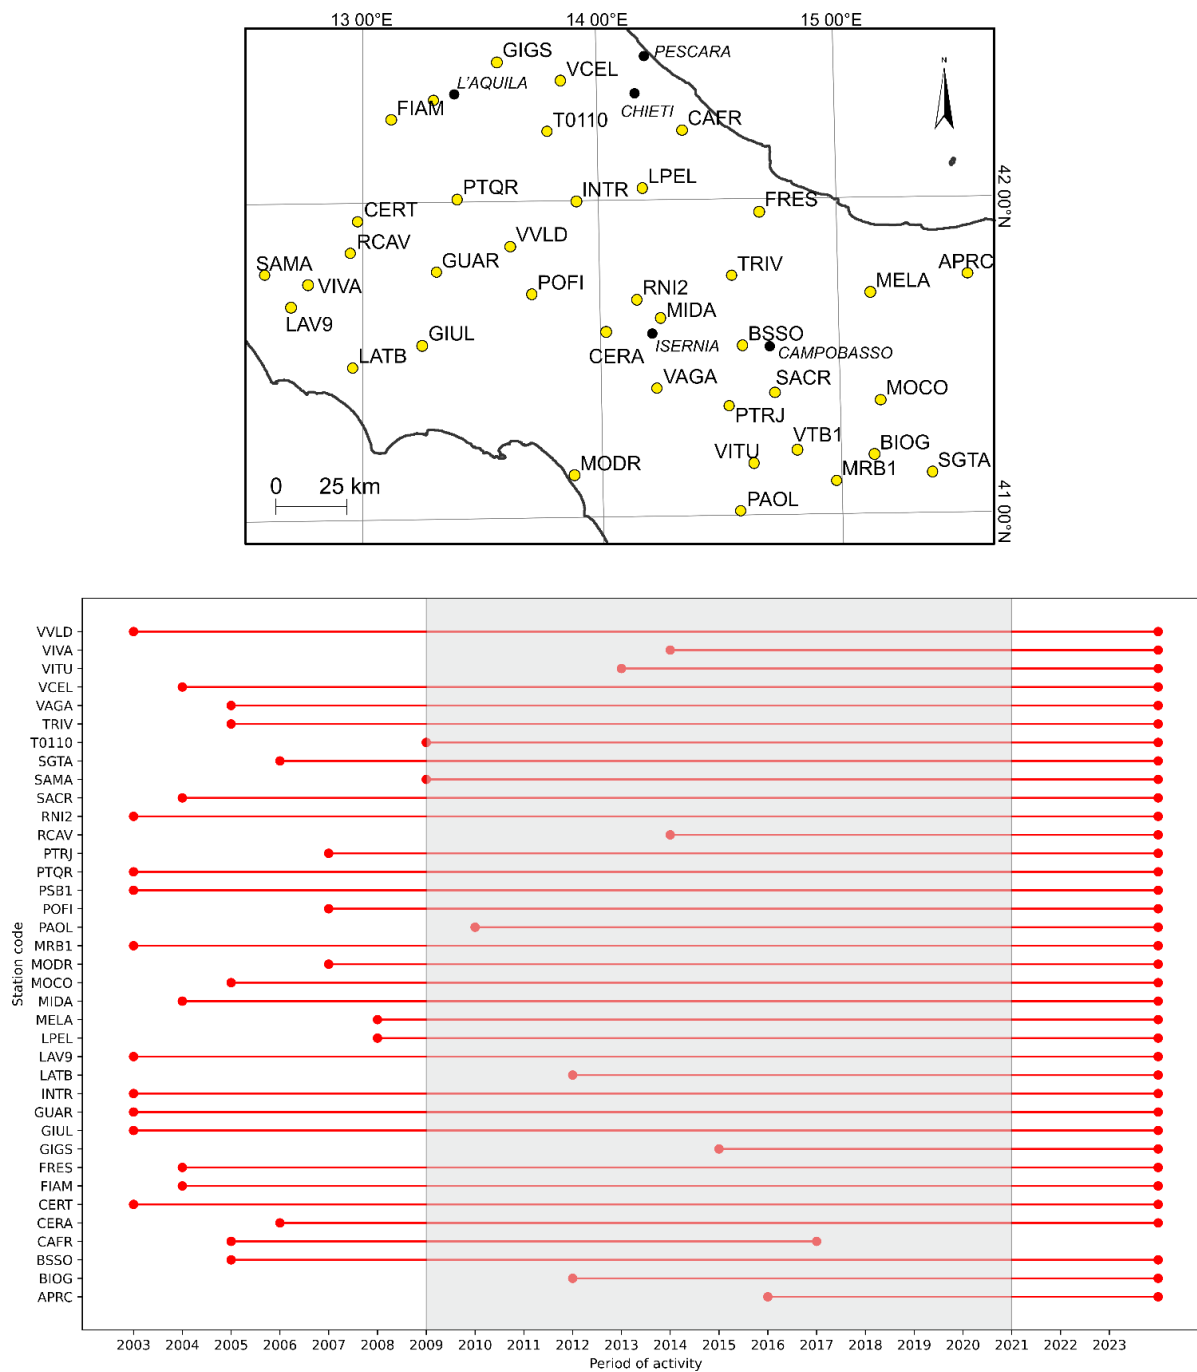 13 00°E
14 00°E
15 00°E
GIGS
PESCARA
VCEL
L'AQUILA
FIAM
CHIETI
T0110
CAFR
N
42 00°N
PTQR
INTR
LPEL
FRES
CERT
RCAV
VVLD
SAMA
GUAR
TRIV
APRC
VIVA
POFI
RNI2
MELA
LAV9
MIDA
GIUL
CERA
ISERNIA
BSSO
CAMPOBASSO
LATB
VAGA
SACR
MOCO
PTRJ
VTB1
BIOG
VITU
MODR
MRB1
SGTA
0 25 km
PAOL
41 00°N
VVLD
VIVA
VITU
VCEL
VAGA
TRIV
T0110
SGTA
SAMA
SACR
RNI2
RCAV
PTRJ
PTQR
PSB1
POFI
PAOL
MRB1
MODR
MOCO
MIDA
MELA
LPEL
LAV9
LATB
INTR
GUAR
GIUL
GIGS
FRES
FIAM
CERT
CERA
CAFR
BSSO
BIOG
APRC
Station code
2003 2004 2005 2006 2007 2008 2009 2010 2011 2012 2013 2014 2015 2016 2017 2018 2019 2020 2021 2022 2023
Period of activity